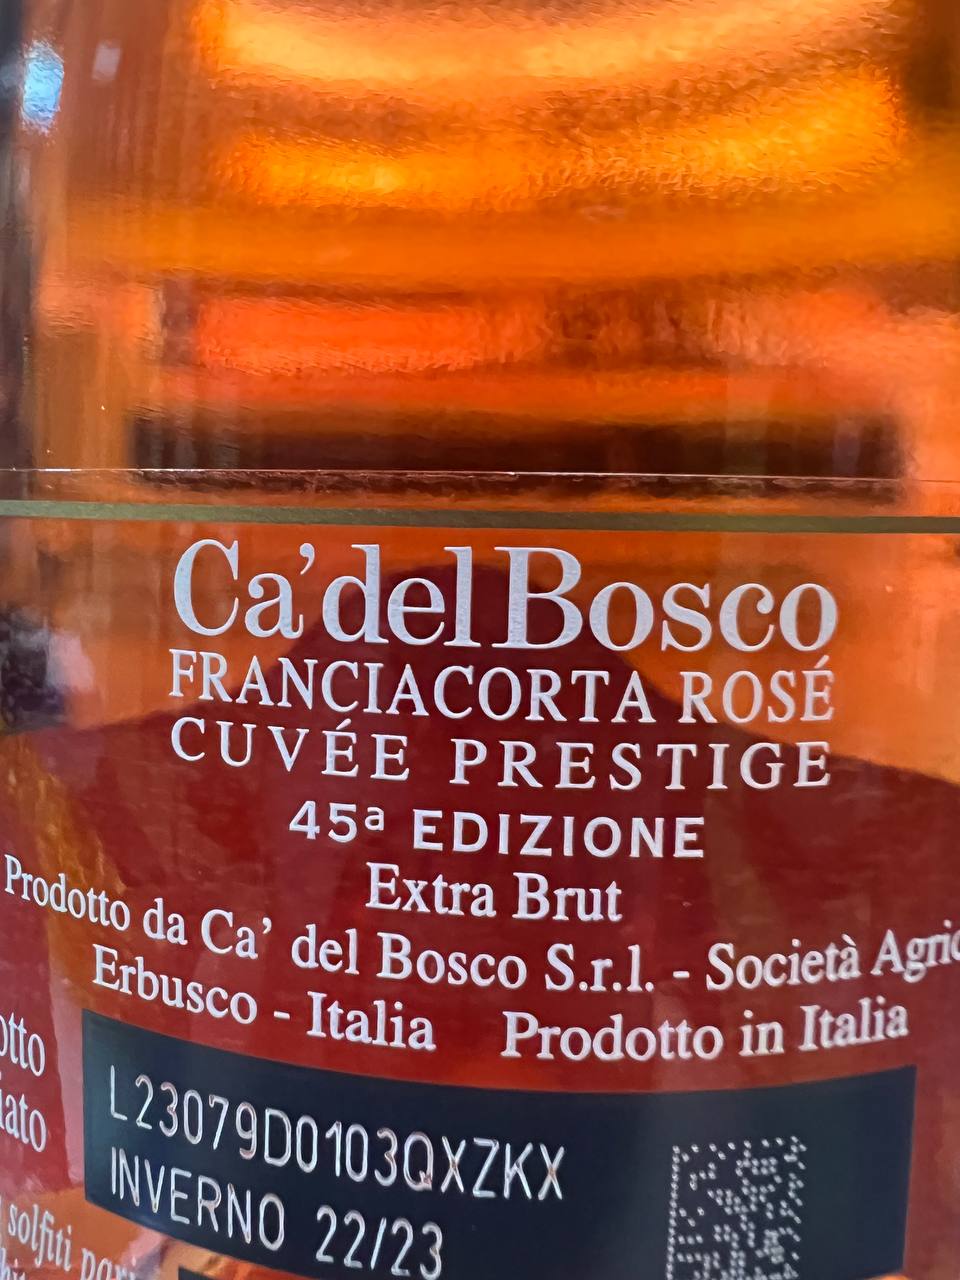 Ca' del Bosco
FRANCIACORTA ROSÉ
CUVÉE PRESTIGE
45ª EDIZIONE
Extra Brut
Prodotto da Ca' del Bosco S.r.l. - Società
Erbusco - Italia Prodotto in Italia
L23079D0103QXZKX
INVERNO 22/23
solfiti